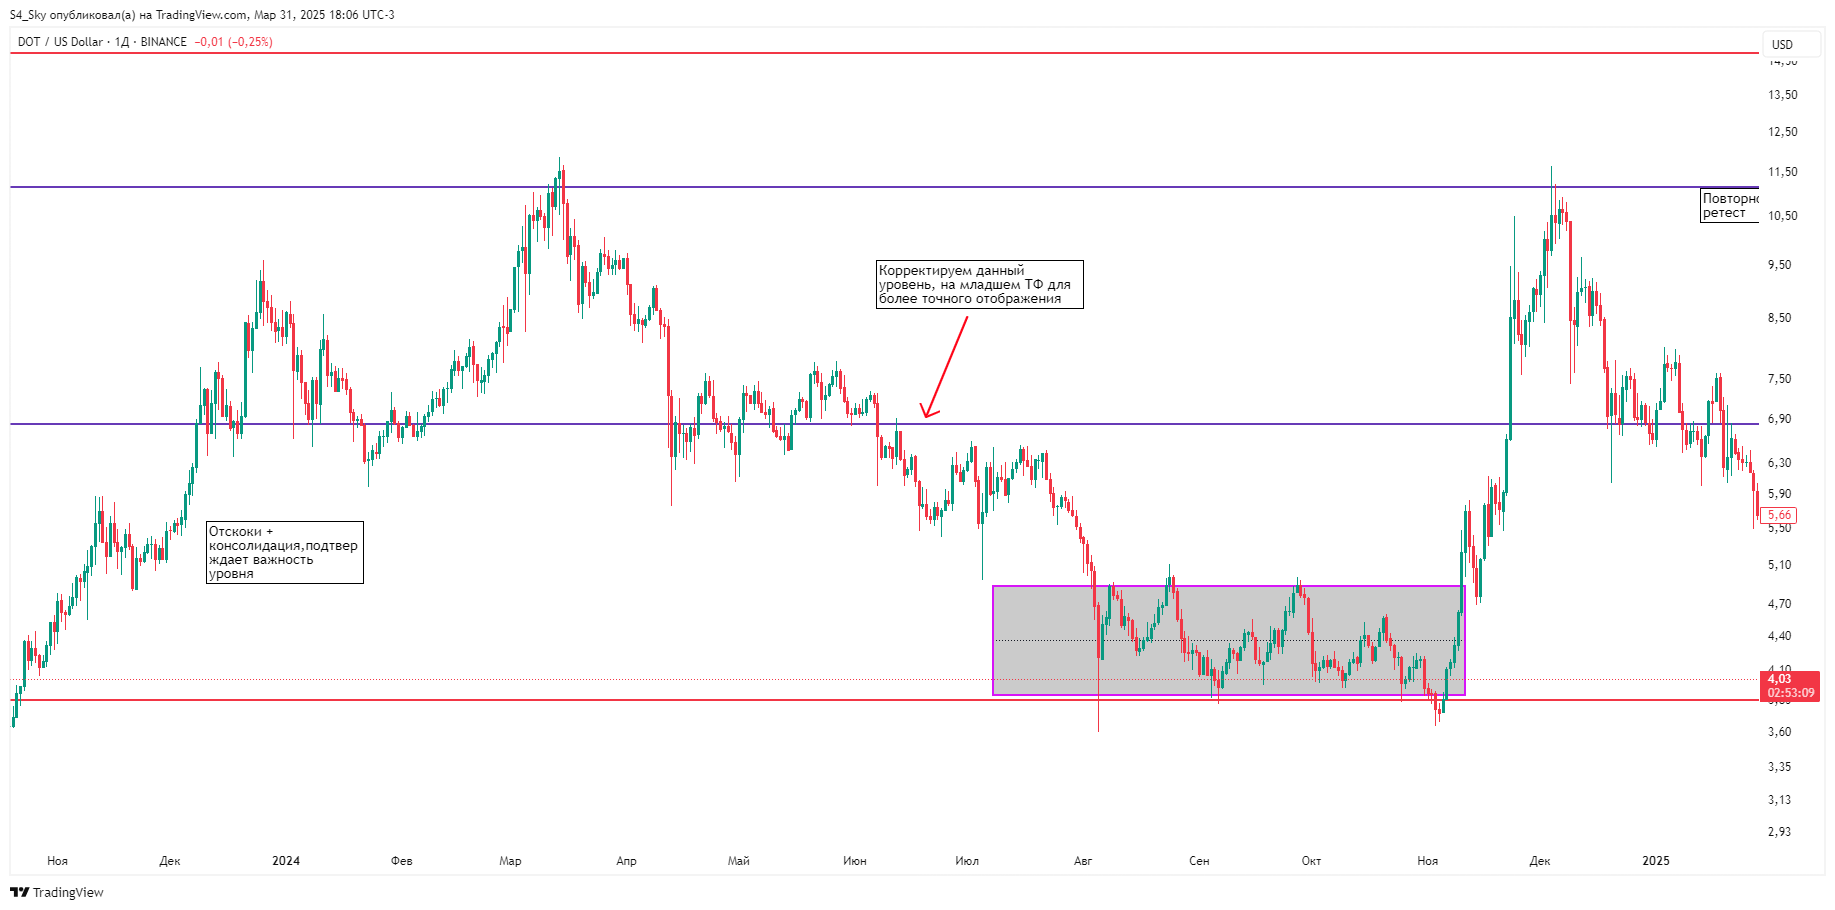 S4_Sky опубликовал(а) на TradingView.com, Мар 31, 2025 18:06 UTC-3
DOT / US Dollar · 1Д · BINANCE −0,01 (−0,25%)
USD
14,50
13,50
12,50
11,50
10,50
9,50
8,50
7,50
6,90
6,30
5,90
5,66
5,50
5,10
4,70
4,40
4,10
4,03
02:53:09
3,60
3,35
3,13
2,93
Повторно
ретест
Корректируем данный
уровень, на младшем ТФ для
более точного отображения
Отскоки +
консолидация,подтвер
ждает важность
уровня
Ноя Дек 2024 Фев Мар Апр Май Июн Июл Авг Сен Окт Ноя Дек 2025
TradingView